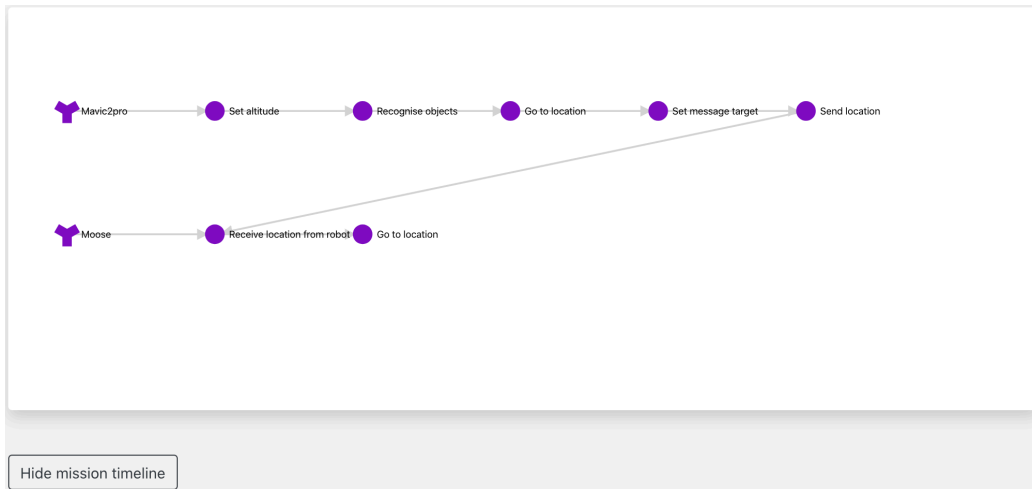 Mavic2pro
Set altitude
Recognise objects
Go to location
Set message target
Send location
Moose
Receive location from robot
Go to location
Hide mission timeline